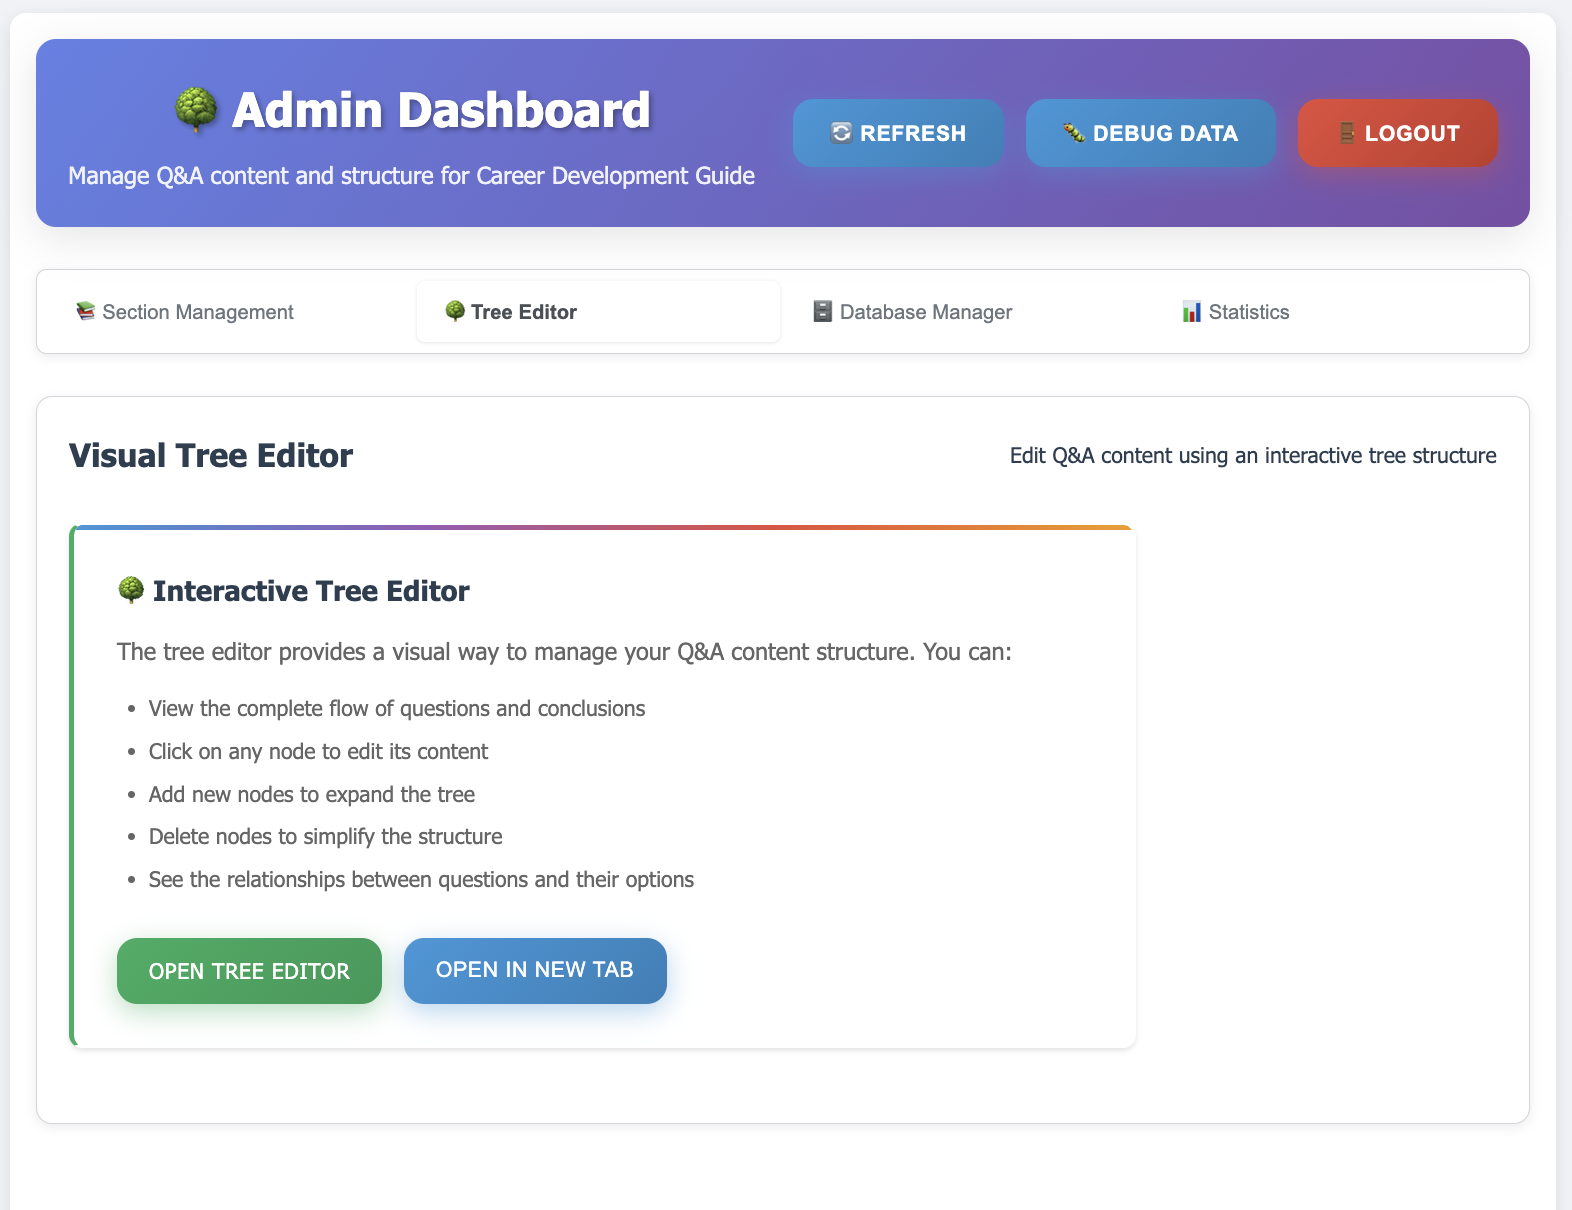 Admin Dashboard
Manage Q&A content and structure for Career Development Guide
REFRESH
DEBUG DATA
LOGOUT
Section Management
Tree Editor
Database Manager
Statistics
Visual Tree Editor
Edit Q&A content using an interactive tree structure
Interactive Tree Editor
The tree editor provides a visual way to manage your Q&A content structure. You can:
• View the complete flow of questions and conclusions
• Click on any node to edit its content
• Add new nodes to expand the tree
• Delete nodes to simplify the structure
• See the relationships between questions and their options
OPEN TREE EDITOR
OPEN IN NEW TAB